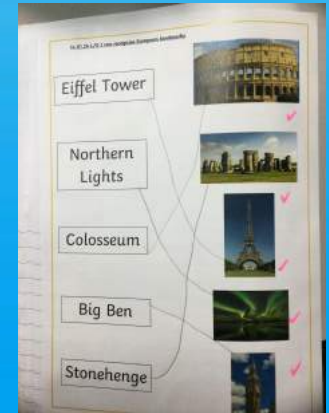 Eiffel Tower
Northern
Lights
Colosseum
Big Ben
Stonehenge